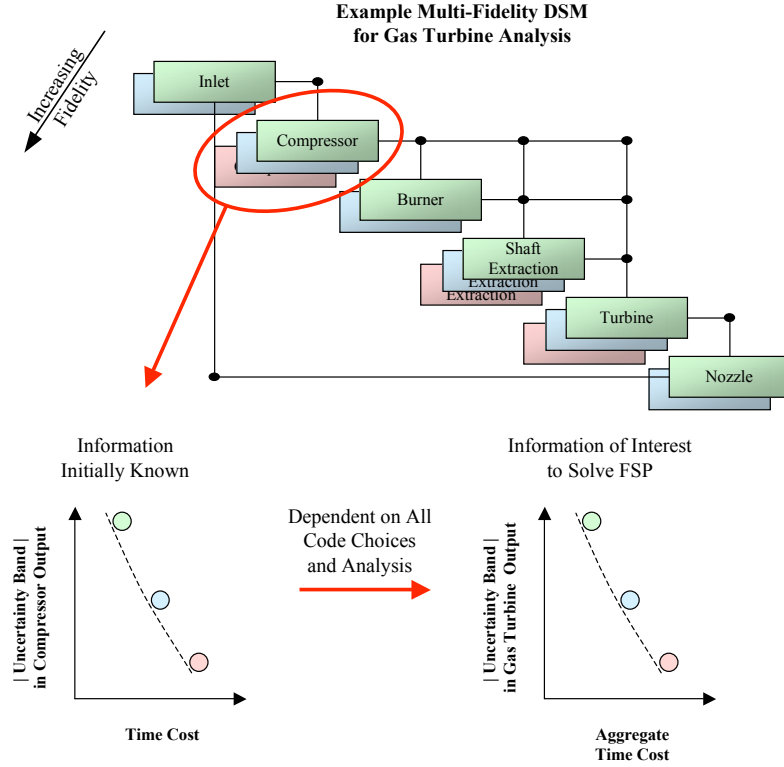 Example Multi-Fidelity DSM
for Gas Turbine Analysis
Increasing
Fidelity
Inlet
Compressor
Burner
Shaft
Extraction
Extraction
Extraction
Turbine
Nozzle
Information
Initially Known
Information of Interest
to Solve FSP
Dependent on All
Code Choices
and Analysis
| Uncertainty Band |
in Compressor Output
Time Cost
| Uncertainty Band |
in Gas Turbine Output
Aggregate
Time Cost